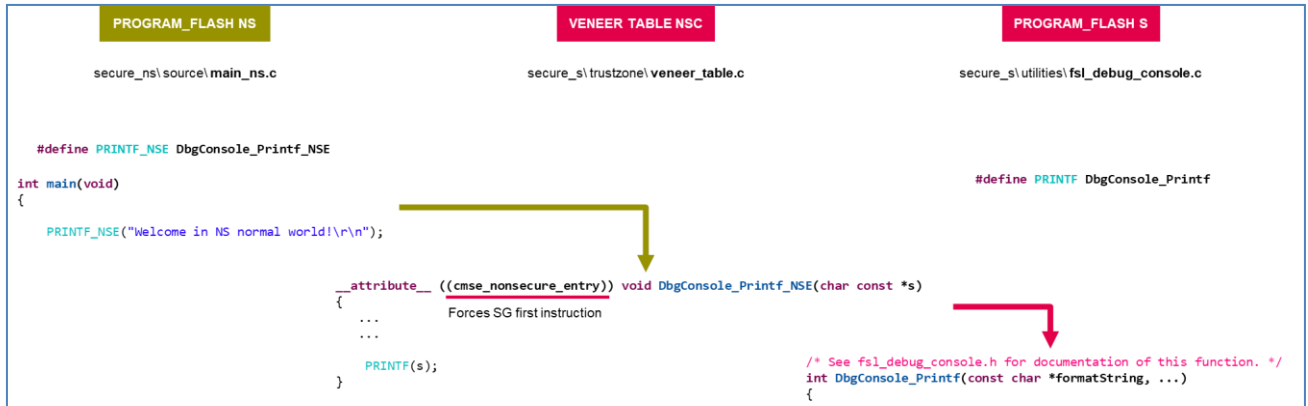 PROGRAM_FLASH NS
VENEER TABLE NSC
PROGRAM_FLASH S
secure_ns\source\main_ns.c
secure_s\trustzone\veneer_table.c
secure_s\utilities\fsl_debug_console.c
#define PRINTF_NSE DbgConsole_Printf_NSE
int main(void)
{
PRINTF_NSE("Welcome in NS normal world!\r\n");
#define PRINTF DbgConsole_Printf
__attribute__ ((cmse_nonsecure_entry)) void DbgConsole_Printf_NSE(char const *s)
{
Forces SG first instruction
...
...
PRINTF(s);
}
/* See fsl_debug_console.h for documentation of this function. */
int DbgConsole_Printf(const char *formatString, ...)
{